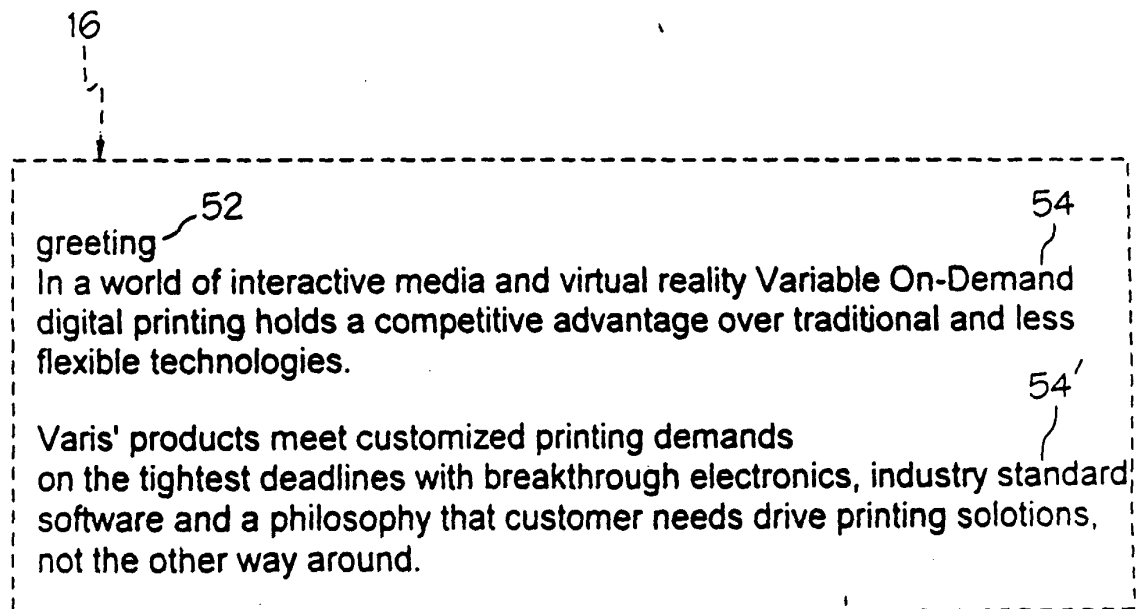 16
52
54
greeting
In a world of interactive media and virtual reality Variable On-Demand
digital printing holds a competitive advantage over traditional and less
flexible technologies.
54'
Varis' products meet customized printing demands
on the tightest deadlines with breakthrough electronics, industry standard
software and a philosophy that customer needs drive printing solotions,
not the other way around.